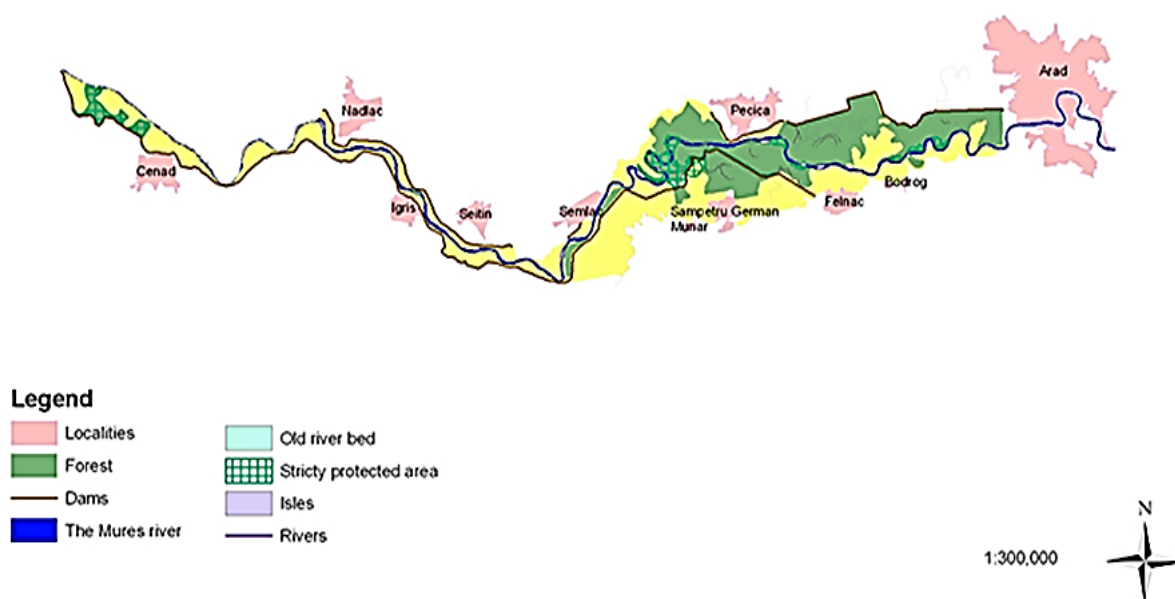 Arad
Nadlac
Pecica
Cenad
Bodrog
Igris
Seitin
Semlac
Felnac
Sampetru German
Munar
Legend
Localities
Forest
Dams
The Mures river
Old river bed
Stricty protected area
Isles
Rivers
N
1:300,000